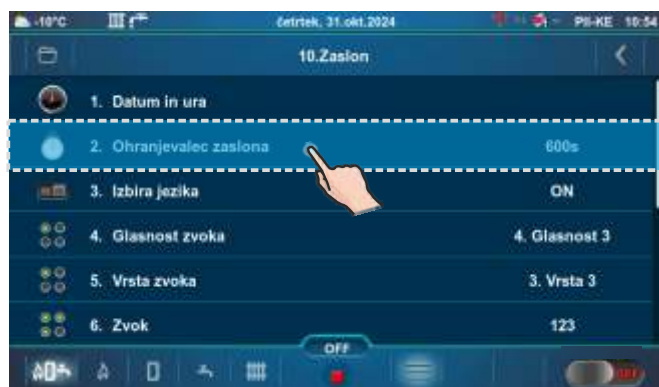 -10°C četrtek, 31.okt.2024 PII-KE 10:54
10.Zaslon
1. Datum in ura
2. Ohranjevalec zaslona 600s
3. Izbira jezika ON
4. Glasnost zvoka 4. Glasnost 3
5. Vrsta zvoka 3. Vrsta 3
6. Zvok 123
OFF
OFF